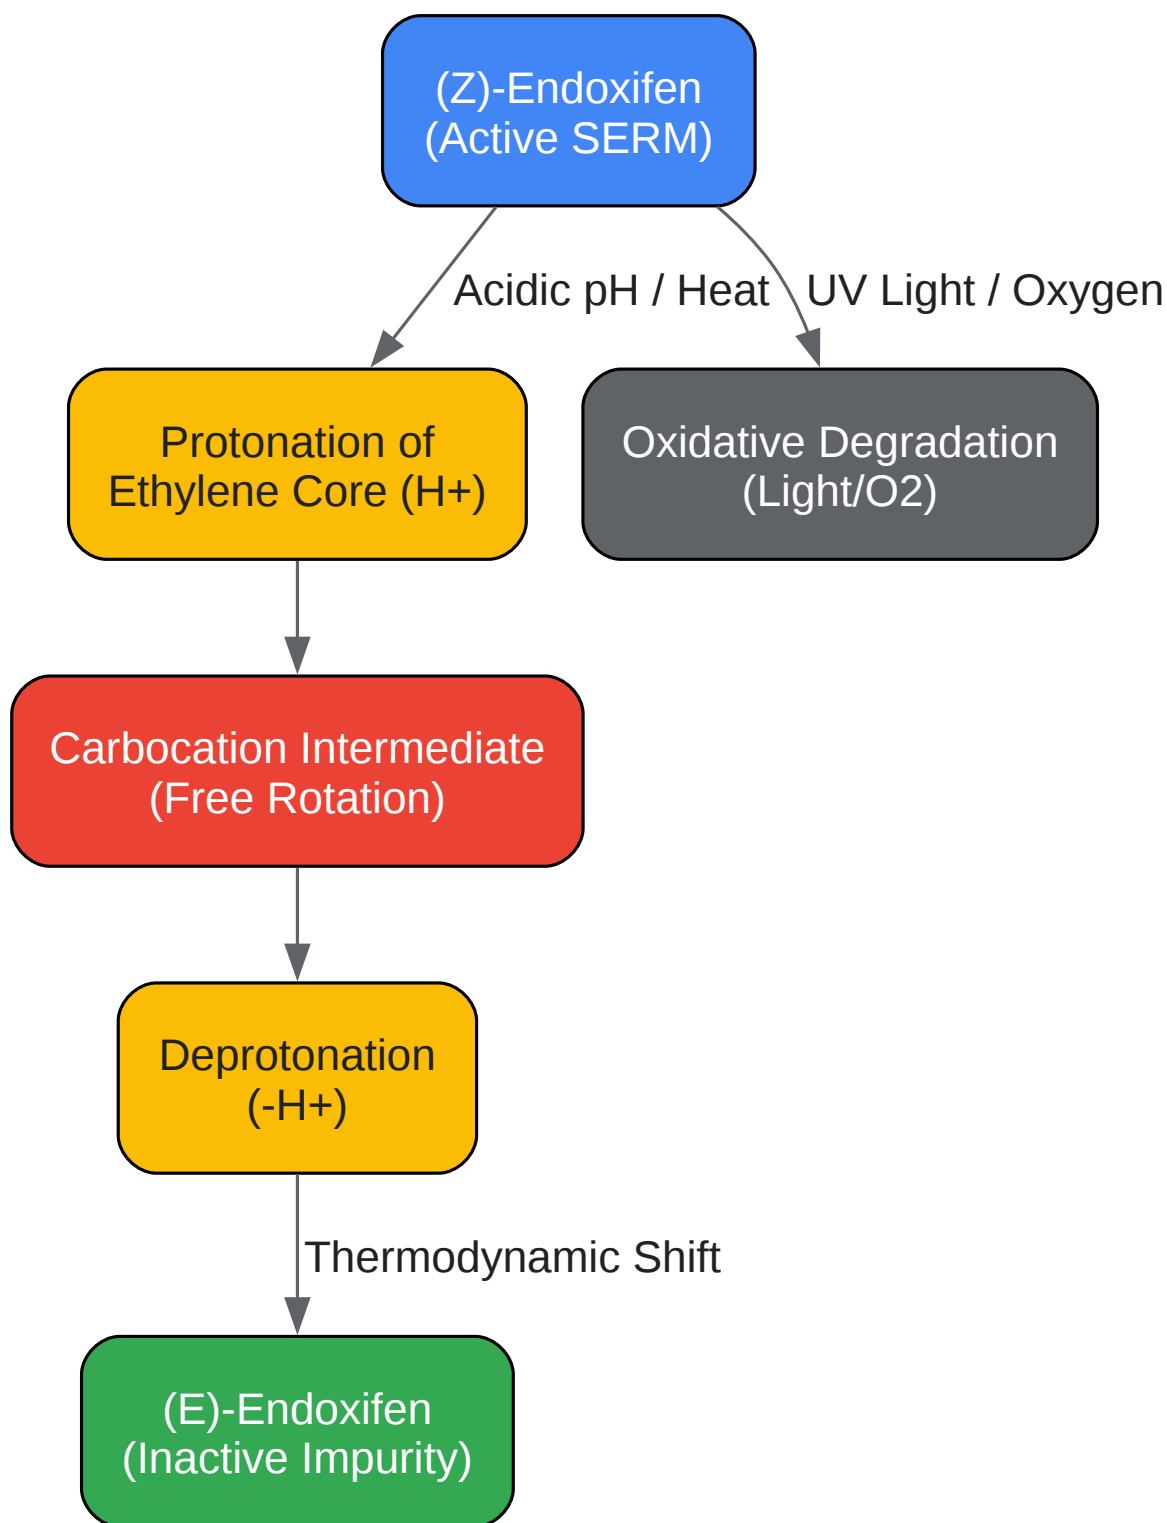 (Z)-Endoxifen
(Active SERM)
Acidic pH / Heat
UV Light / Oxygen
Protonation of
Ethylene Core (H+)
Oxidative Degradation
(Light/O2)
Carbocation Intermediate
(Free Rotation)
Deprotonation
(-H+)
Thermodynamic Shift
(E)-Endoxifen
(Inactive Impurity)